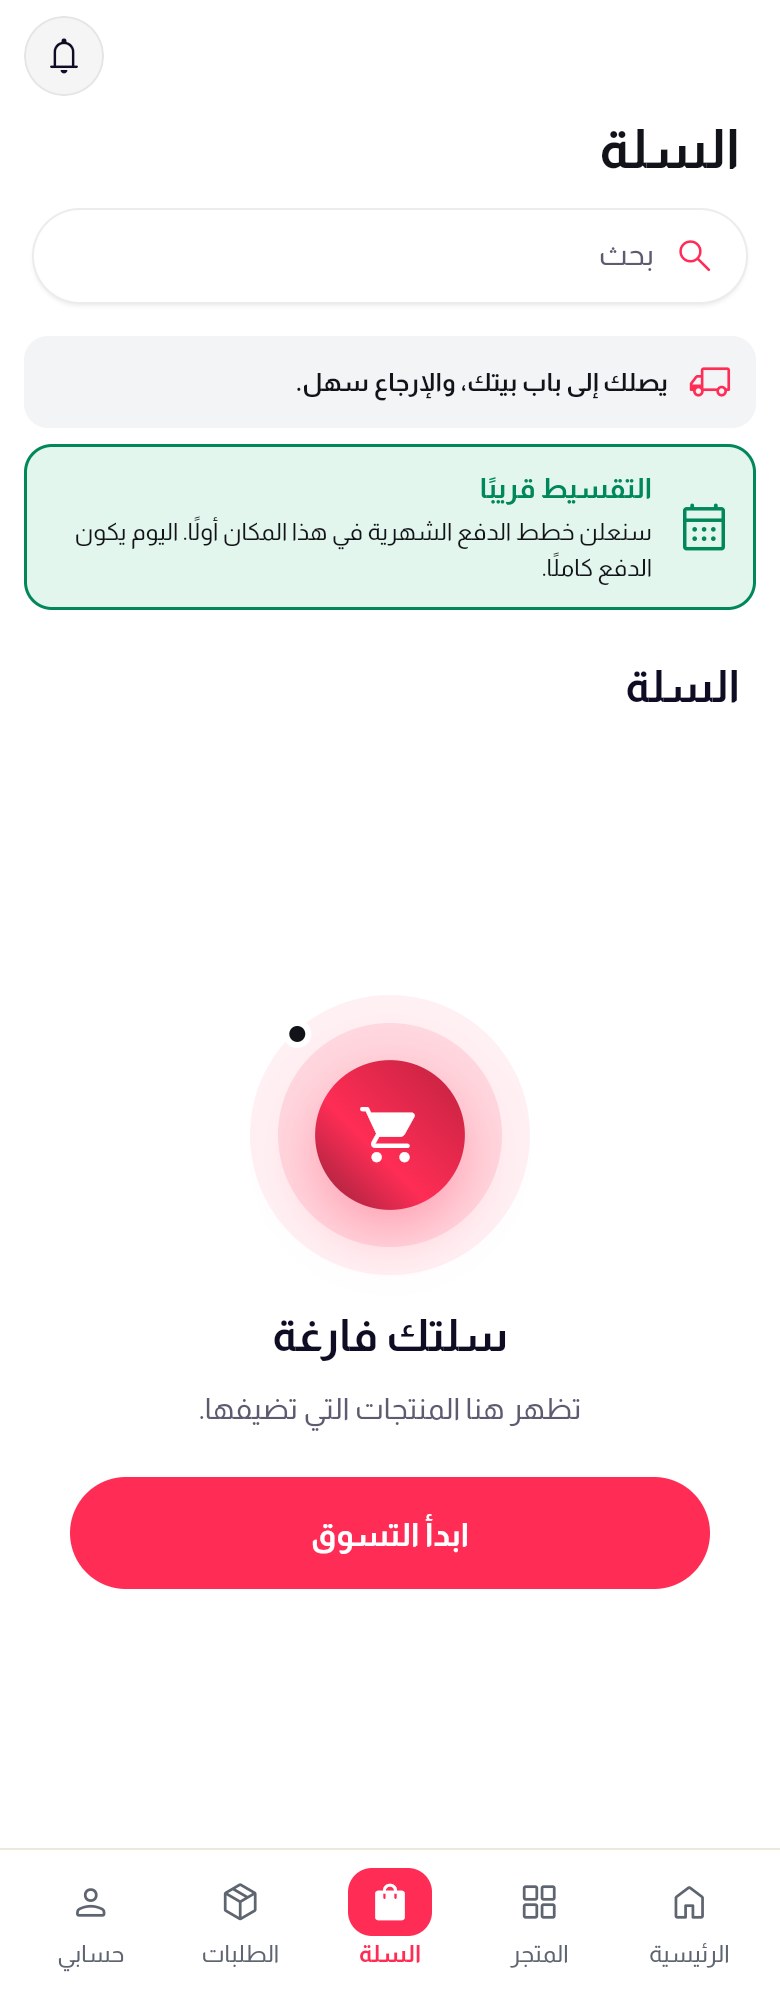 السلة
بحث
يصلك إلى باب بيتك، والإرجاع سهل.
التقسيط قريبًا
سنعلن خطط الدفع الشهرية في هذا المكان أولًا. اليوم يكون
الدفع كاملًا.
السلة
سلتك فارغة
تظهر هنا المنتجات التي تضيفها.
ابدأ التسوق
الرئيسية
المتجر
السلة
الطلبات
حسابي